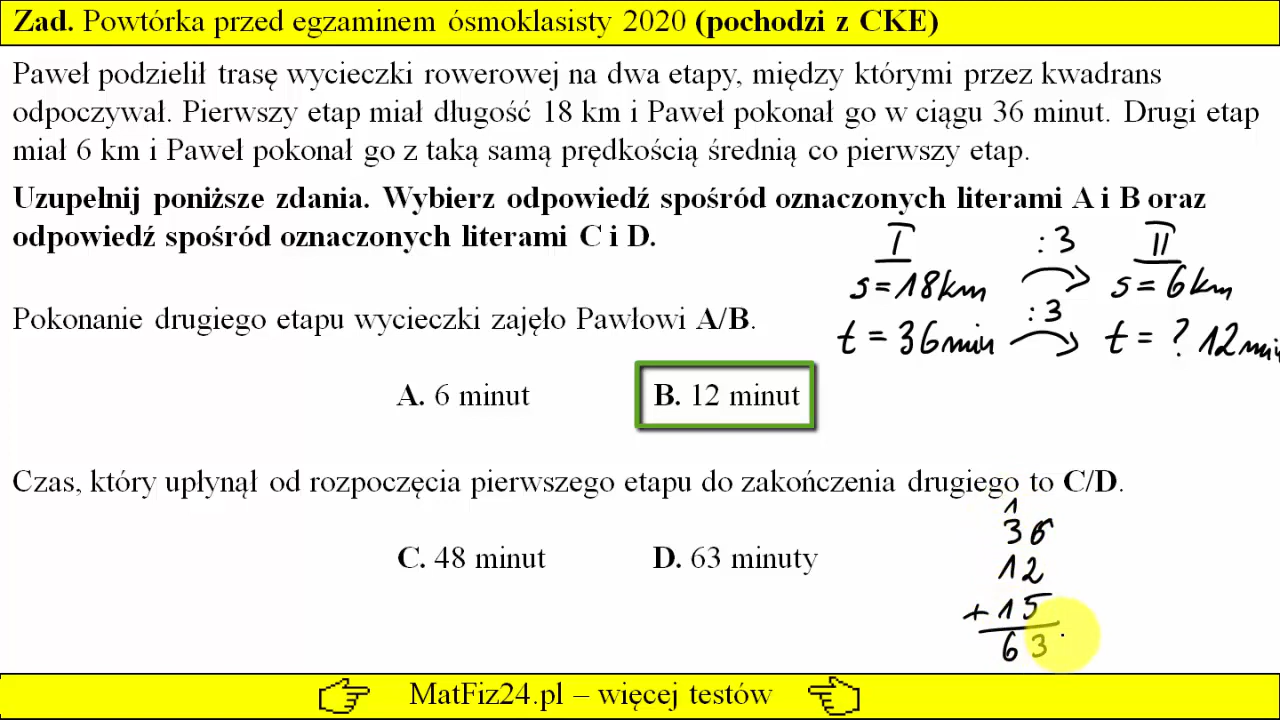 Zad. Powtórka przed egzaminem ósmoklasisty 2020 (pochodzi z CKE)
Paweł podzielił trasę wycieczki rowerowej na dwa etapy, między którymi przez kwadrans
odpoczywał. Pierwszy etap miał długość 18 km i Paweł pokonał go w ciągu 36 minut. Drugi etap
miał 6 km i Paweł pokonał go z taką samą prędkością średnią co pierwszy etap.
Uzupełnij poniższe zdania. Wybierz odpowiedź spośród oznaczonych literami A i B oraz
odpowiedź spośród oznaczonych literami C i D.
I :3 II
s=18km s=6km
:3
t=36min t=? 12min
Pokonanie drugiego etapu wycieczki zajęło Pawłowi A/B.
A. 6 minut B. 12 minut
Czas, który upłynął od rozpoczęcia pierwszego etapu do zakończenia drugiego to C/D.
1
36
12
+15
63
C. 48 minut D. 63 minuty
MatFiz24.pl – więcej testów